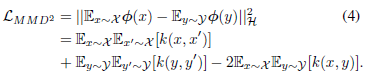 ℒ_{MMD²} = ||𝔼_{x∼𝒳}ϕ(x) − 𝔼_{y∼𝒴}ϕ(y)||²_ℋ (4)
= 𝔼_{x∼𝒳}𝔼_{x′∼𝒳}[k(x, x′)]
+ 𝔼_{y∼𝒴}𝔼_{y′∼𝒴}[k(y, y′)] − 2𝔼_{x∼𝒳}𝔼_{y∼𝒴}[k(x, y)].